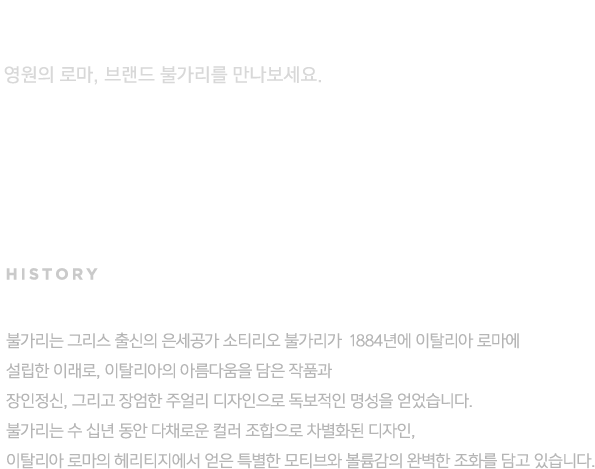 영원의 로마, 브랜드 불가리를 만나보세요.
HISTORY
불가리는 그리스 출신의 은세공가 소티리오 불가리가 1884년에 이탈리아 로마에
설립한 이래로, 이탈리아의 아름다움을 담은 작품과
장인정신, 그리고 장엄한 주얼리 디자인으로 독보적인 명성을 얻었습니다.
불가리는 수 십년 동안 다채로운 컬러 조합으로 차별화된 디자인,
이탈리아 로마의 헤리티지에서 얻은 특별한 모티브와 볼륨감의 완벽한 조화를 담고 있습니다.